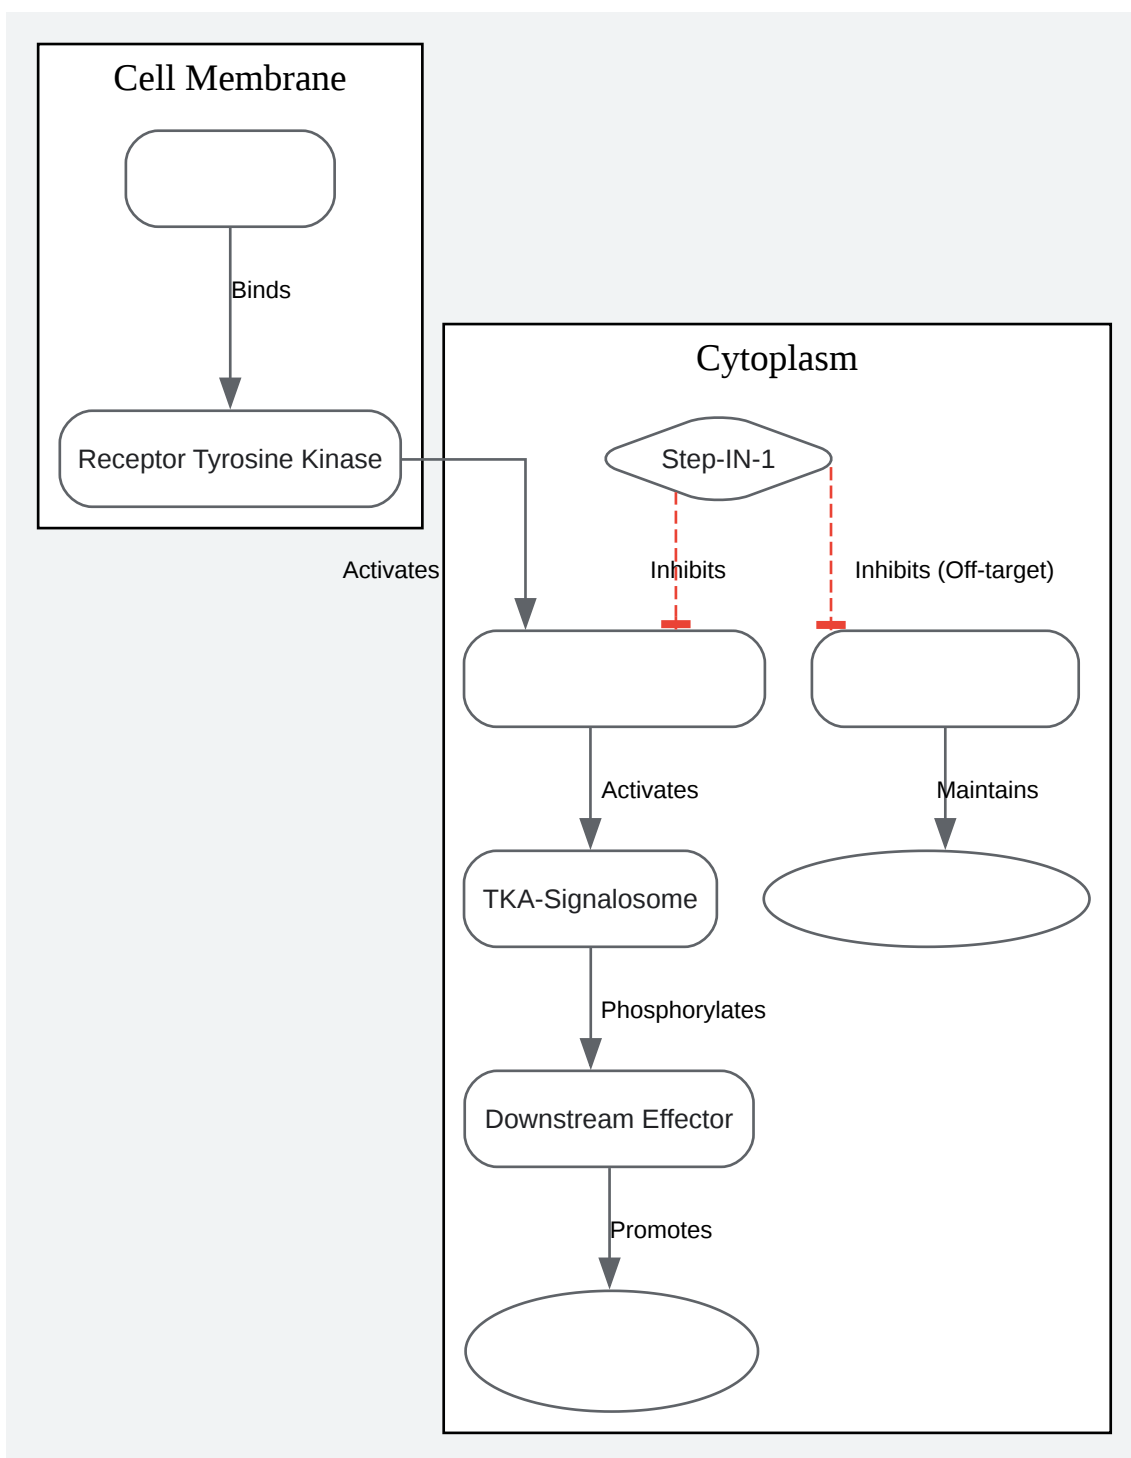 Cell Membrane
Binds
Receptor Tyrosine Kinase
Cytoplasm
Step-IN-1
Activates
Inhibits
Inhibits (Off-target)
Activates
Maintains
TKA-Signalosome
Phosphorylates
Downstream Effector
Promotes